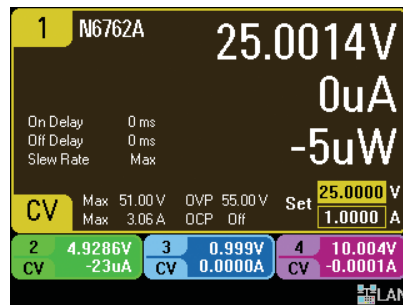 1 N6762A 25.0014V
0uA
-5uW
On Delay 0 ms
Off Delay 0 ms
Slew Rate Max
CV Max 51.00 V OVP 55.00 V Set 25.0000 V
Max 3.06 A OCP Off 1.0000 A
2 4.9286V 3 0.999V 4 10.004V
CV -23uA CV 0.0000A CV -0.0001A
LAN